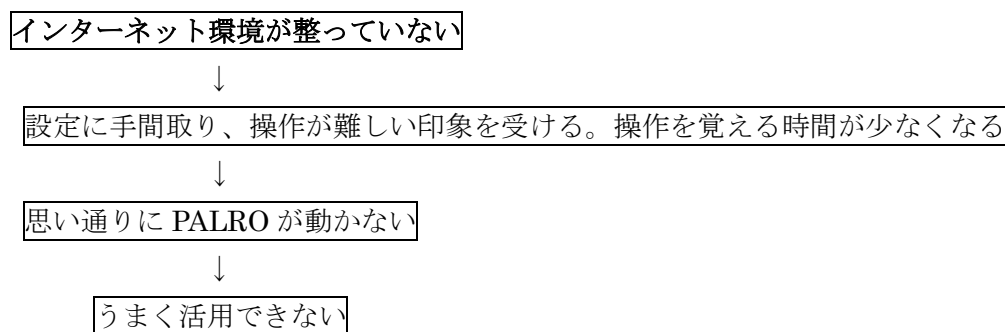 インターネット環境が整っていない
↓
設定に手間取り、操作が難しい印象を受ける。操作を覚える時間が少なくなる
↓
思い通りに PALRO が動かない
↓
うまく活用できない